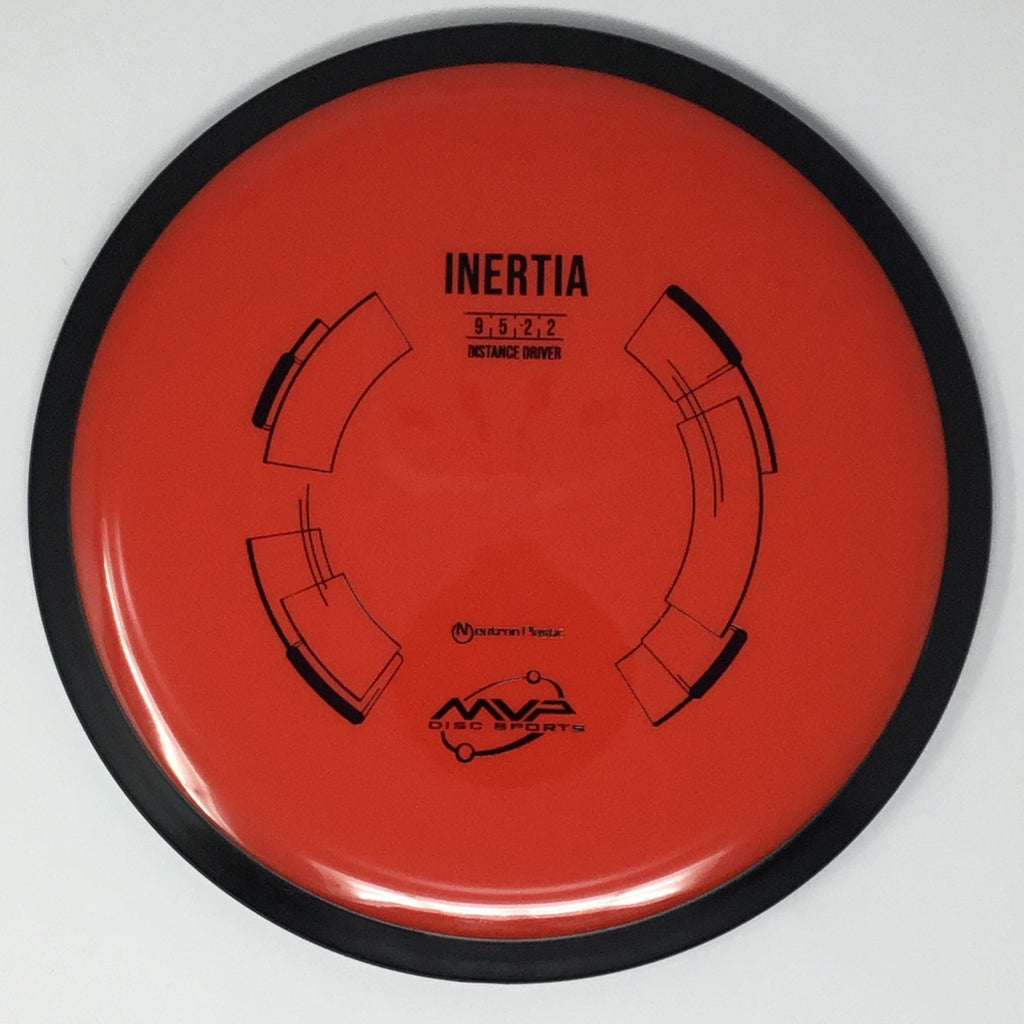 INERTIA
9 5 -2 2
DISTANCE DRIVER
Neutron Plastic
MVP
DISC SPORTS